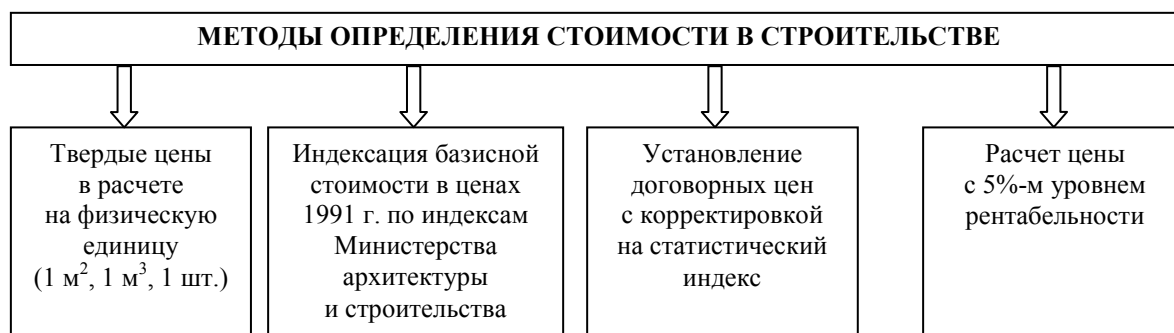 МЕТОДЫ ОПРЕДЕЛЕНИЯ СТОИМОСТИ В СТРОИТЕЛЬСТВЕ
Твердые цены
в расчете
на физическую
единицу
(1 м², 1 м³, 1 шт.)
Индексация базисной
стоимости в ценах
1991 г. по индексам
Министерства
архитектуры
и строительства
Установление
договорных цен
с корректировкой
на статистический
индекс
Расчет цены
с 5%-м уровнем
рентабельности